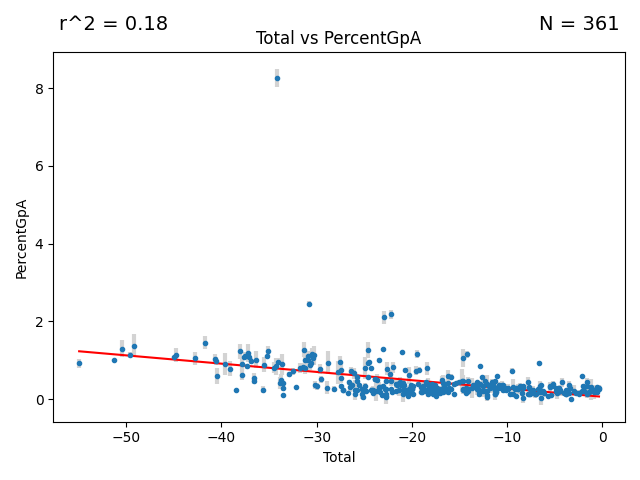 r^2 = 0.18
N = 361
Total vs PercentGpA
PercentGpA
8
6
4
2
0
−50
−40
−30
−20
−10
0
Total